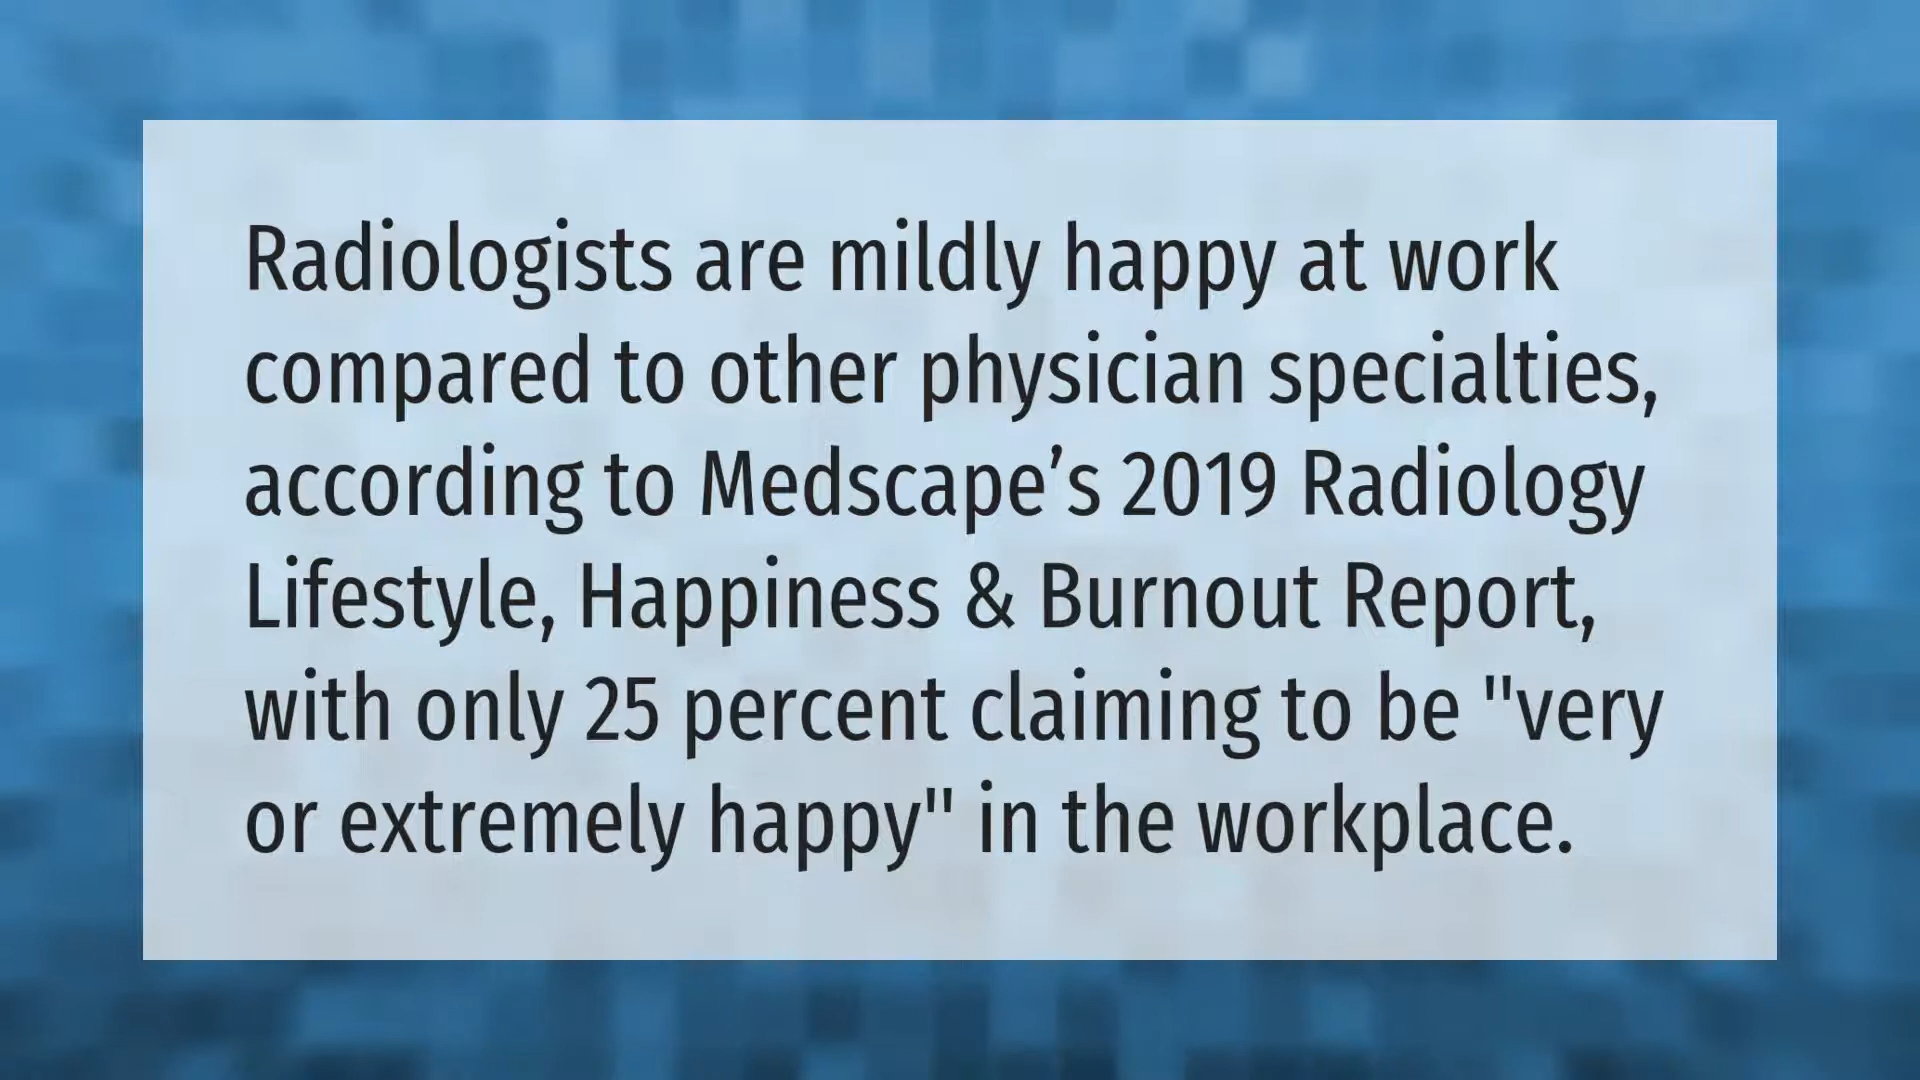 Radiologists are mildly happy at work
compared to other physician specialties,
according to Medscape’s 2019 Radiology
Lifestyle, Happiness & Burnout Report,
with only 25 percent claiming to be "very
or extremely happy" in the workplace.